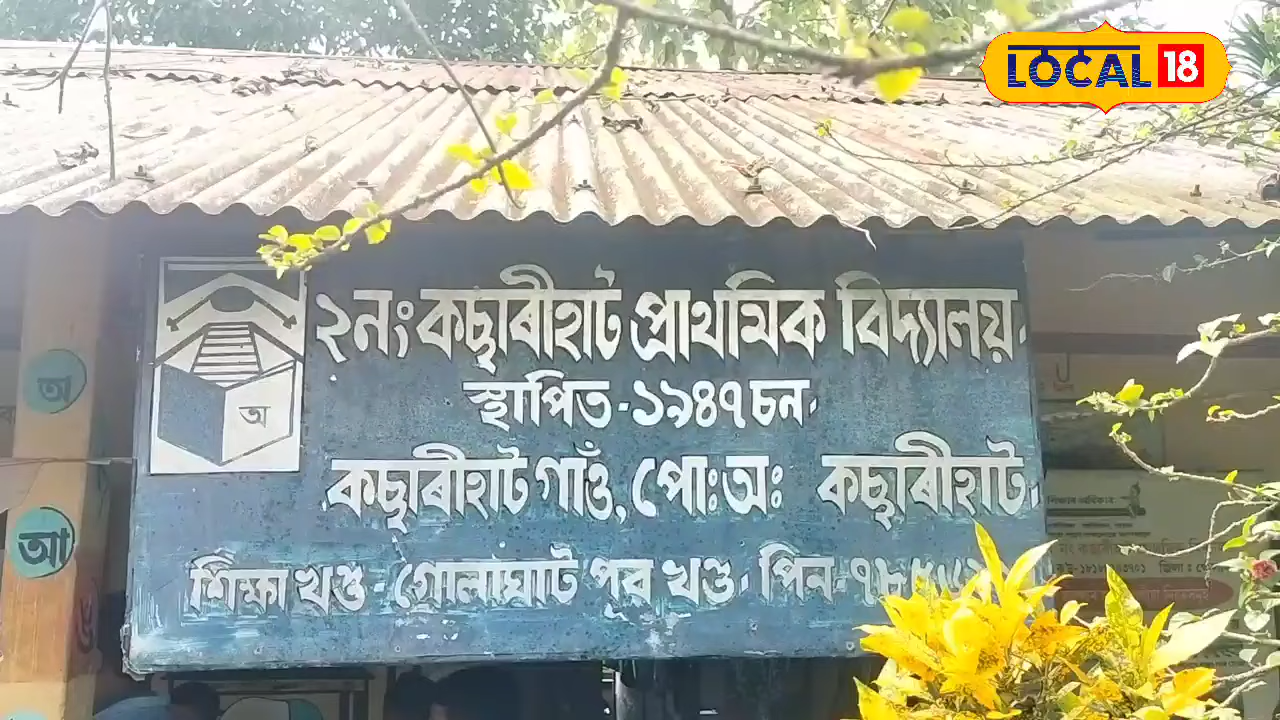 LOCAL 18
২নং কছাৰীহাট প্ৰাথমিক বিদ্যালয়.
স্থাপিত-১৯৪৭ চন.
কছাৰীহাট গাঁও, পোঃঅঃ কছাৰীহাট.
শিক্ষা খণ্ড- গোলাঘাট পূব খণ্ড. পিন-
অ
অ
আ